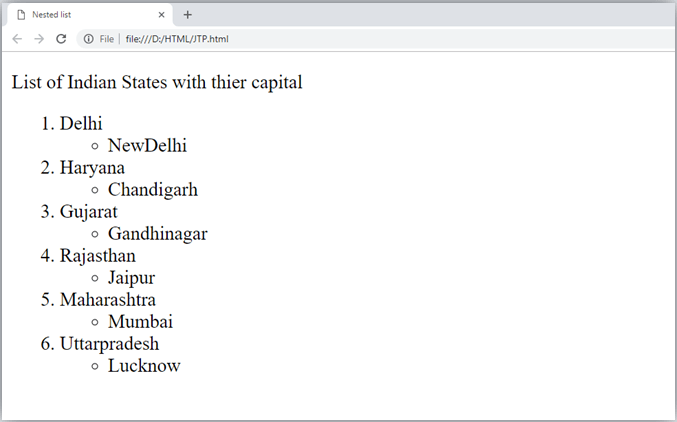 Nested list
File | file:///D:/HTML/JTP.html
List of Indian States with thier capital
1. Delhi
○ NewDelhi
2. Haryana
○ Chandigarh
3. Gujarat
○ Gandhinagar
4. Rajasthan
○ Jaipur
5. Maharashtra
○ Mumbai
6. Uttarpradesh
○ Lucknow